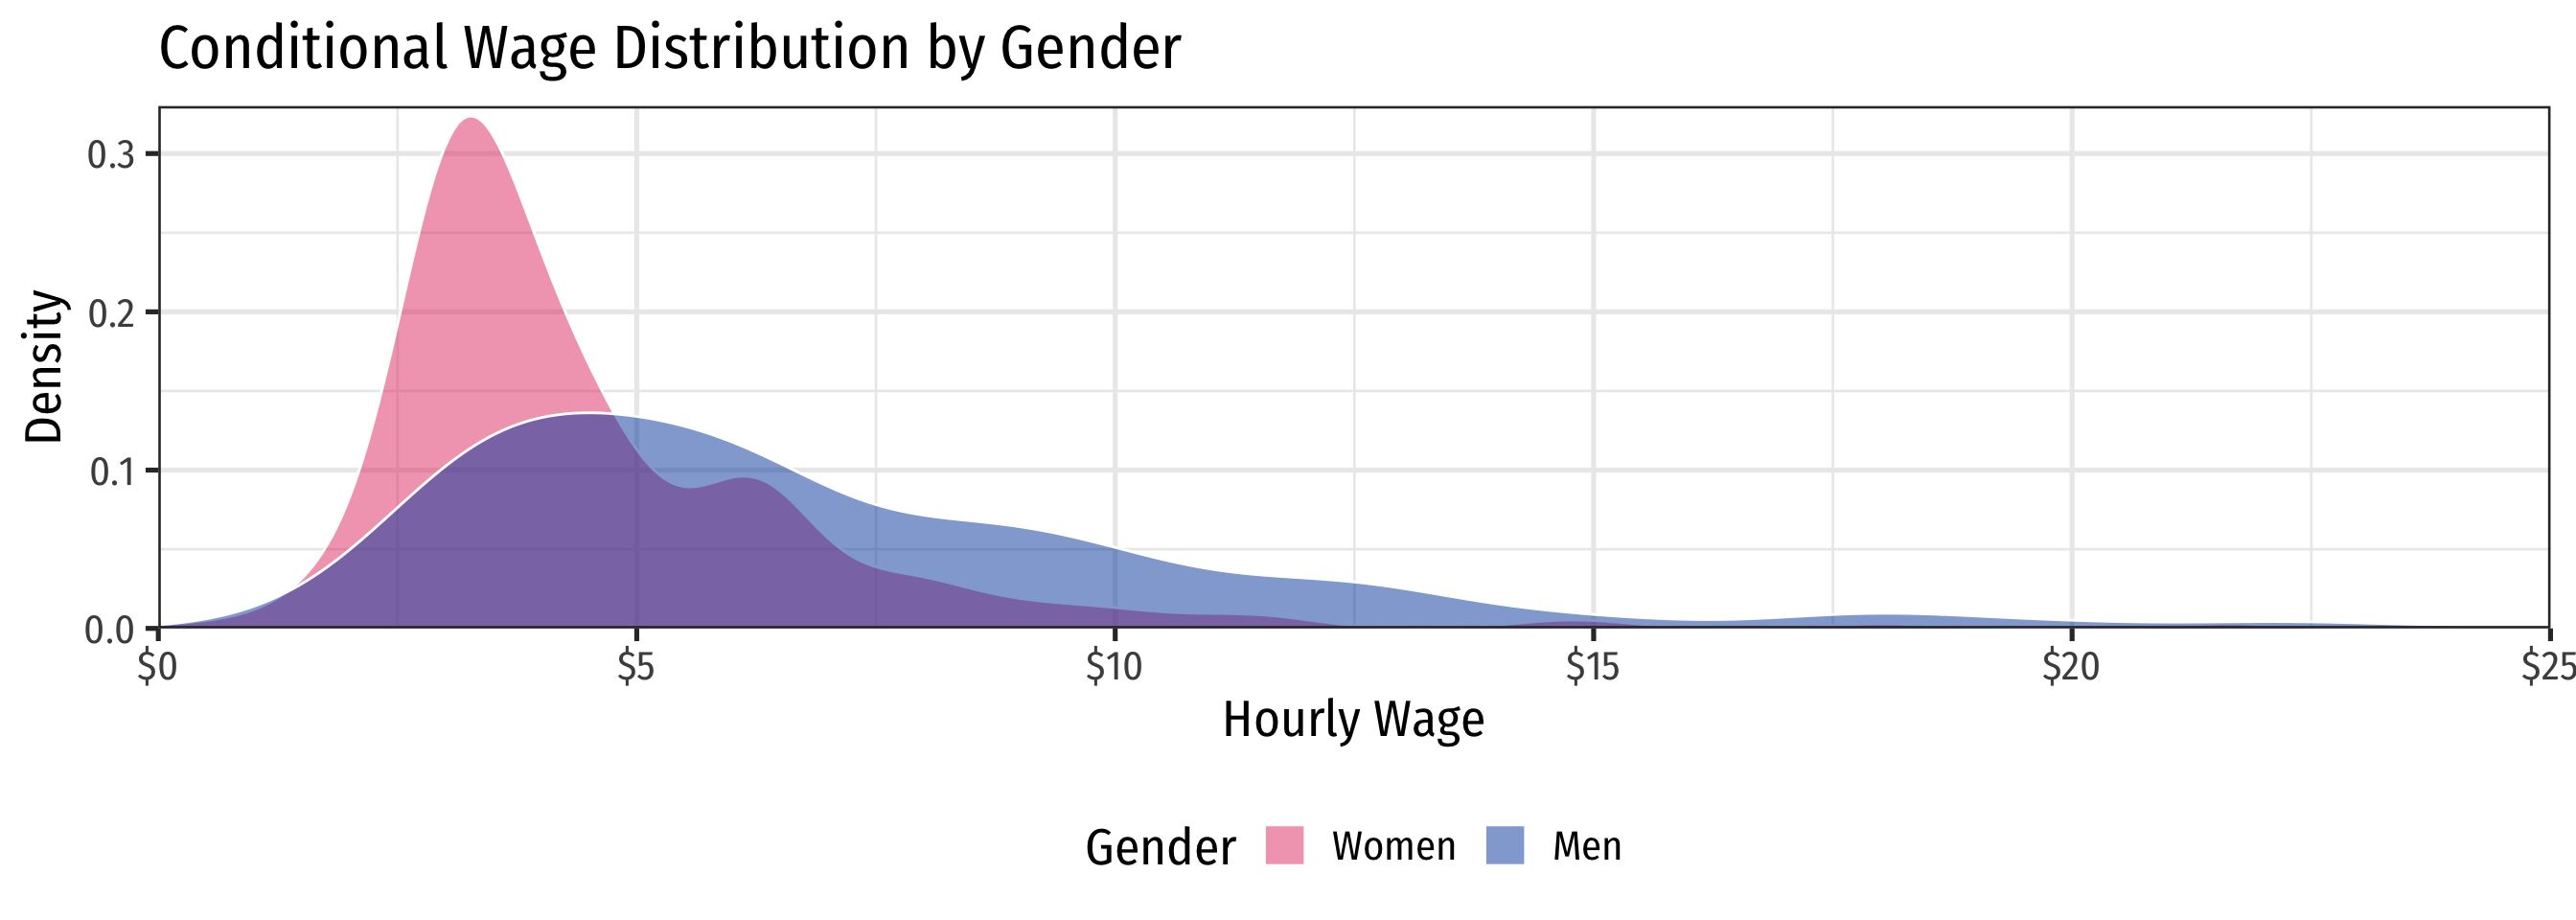 Conditional Wage Distribution by Gender
Density
0.3
0.2
0.1
0.0
$0 $5 $10 $15 $20 $25
Hourly Wage
Gender Women Men